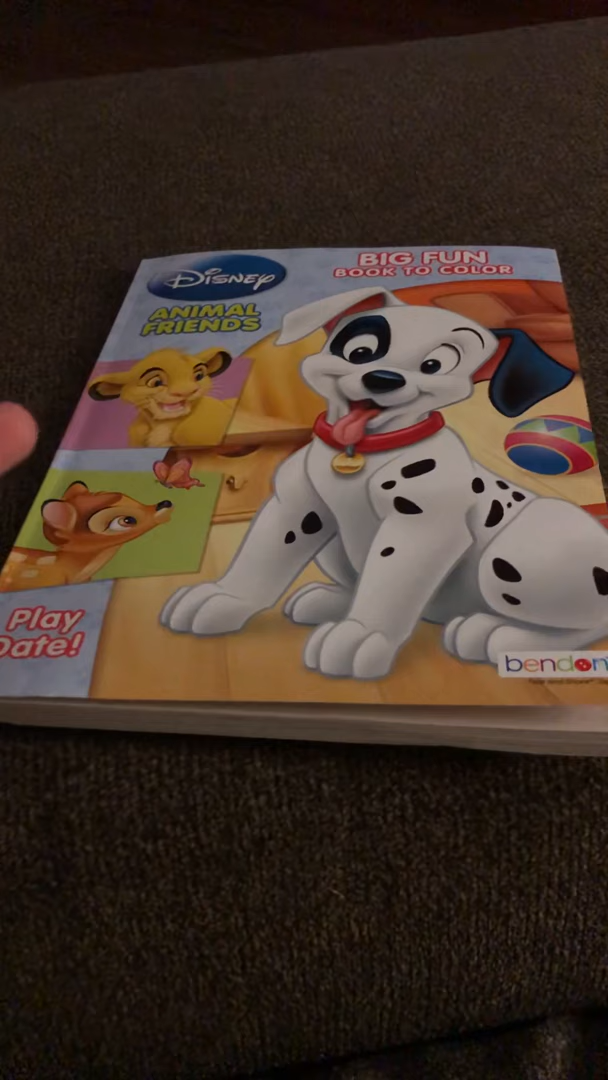 Disney
ANIMAL
FRIENDS
BIG FUN
BOOK TO COLOR
Play
Date!
bendon